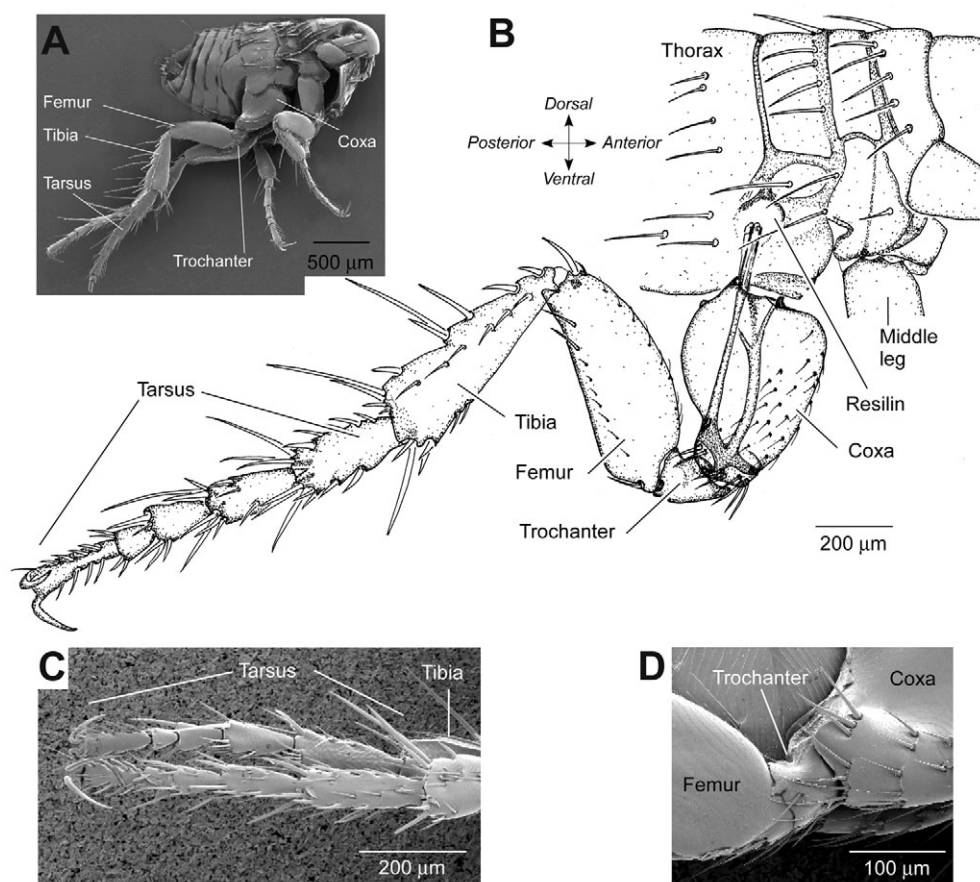 A
Femur
Tibia
Tarsus
Coxa
Trochanter
500 μm
B
Thorax
Dorsal
Posterior
Anterior
Ventral
Middle
leg
Resilin
Coxa
Tarsus
Tibia
Femur
Trochanter
200 μm
C
Tarsus
Tibia
200 μm
D
Trochanter
Coxa
Femur
100 μm